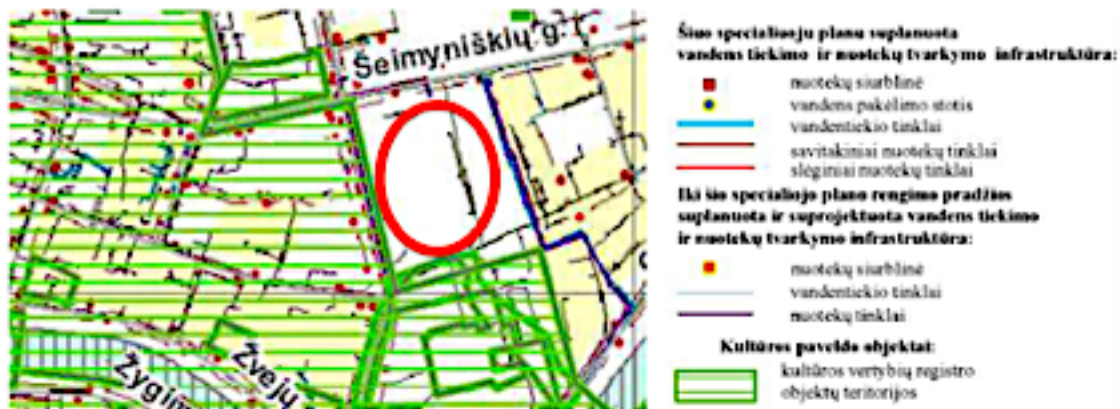 Šeimyniškių g.
Žvejų
Žygim
Šiuo specialiuoju planu suplanuota
vandens tiekimo ir nuotekų tvarkymo infrastruktūra:
nuotekų siurblinė
vandens pakėlimo stotis
vandentiekio tinklai
savitakiniai nuotekų tinklai
slėginiai nuotekų tinklai
Iki šio specialiojo plano rengimo pradžios
suplanuota ir suprojektuota vandens tiekimo
ir nuotekų tvarkymo infrastruktūra:
nuotekų siurblinė
vandentiekio tinklai
nuotekų tinklai
Kultūros paveldo objektai:
kultūros vertybių registro
objektų teritorijos